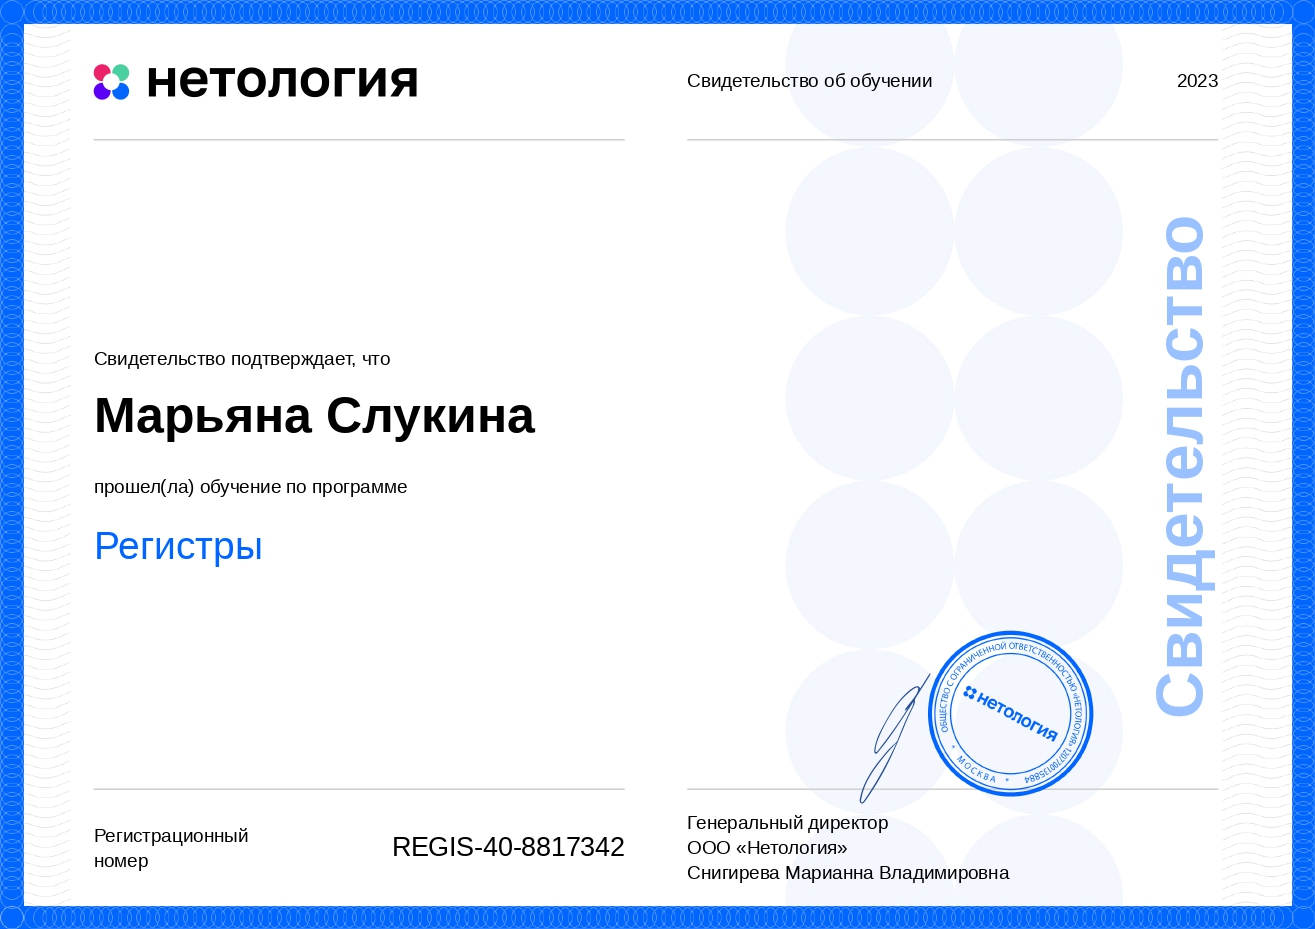 нетология
Свидетельство об обучении
2023
Свидетельство подтверждает, что
Марьяна Слукина
прошел(ла) обучение по программе
Регистры
Свидетельство
ОБЩЕСТВО С ОГРАНИЧЕННОЙ ОТВЕТСТВЕННОСТЬЮ «НЕТОЛОГИЯ» 1207700135884
* МОСКВА *
нетология
Регистрационный
номер
REGIS-40-8817342
Генеральный директор
ООО «Нетология»
Снигирева Марианна Владимировна